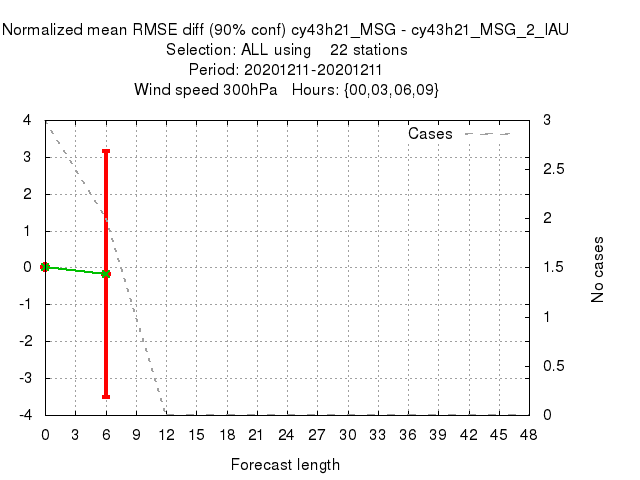 Normalized mean RMSE diff (90% conf) cy43h21_MSG - cy43h21_MSG_2_IAU
Selection: ALL using 22 stations
Period: 20201211-20201211
Wind speed 300hPa Hours: {00,03,06,09}
Cases
4
3
2
1
0
-1
-2
-3
-4
3
2.5
2
1.5
1
0.5
0
No cases
0 3 6 9 12 15 18 21 24 27 30 33 36 39 42 45 48
Forecast length